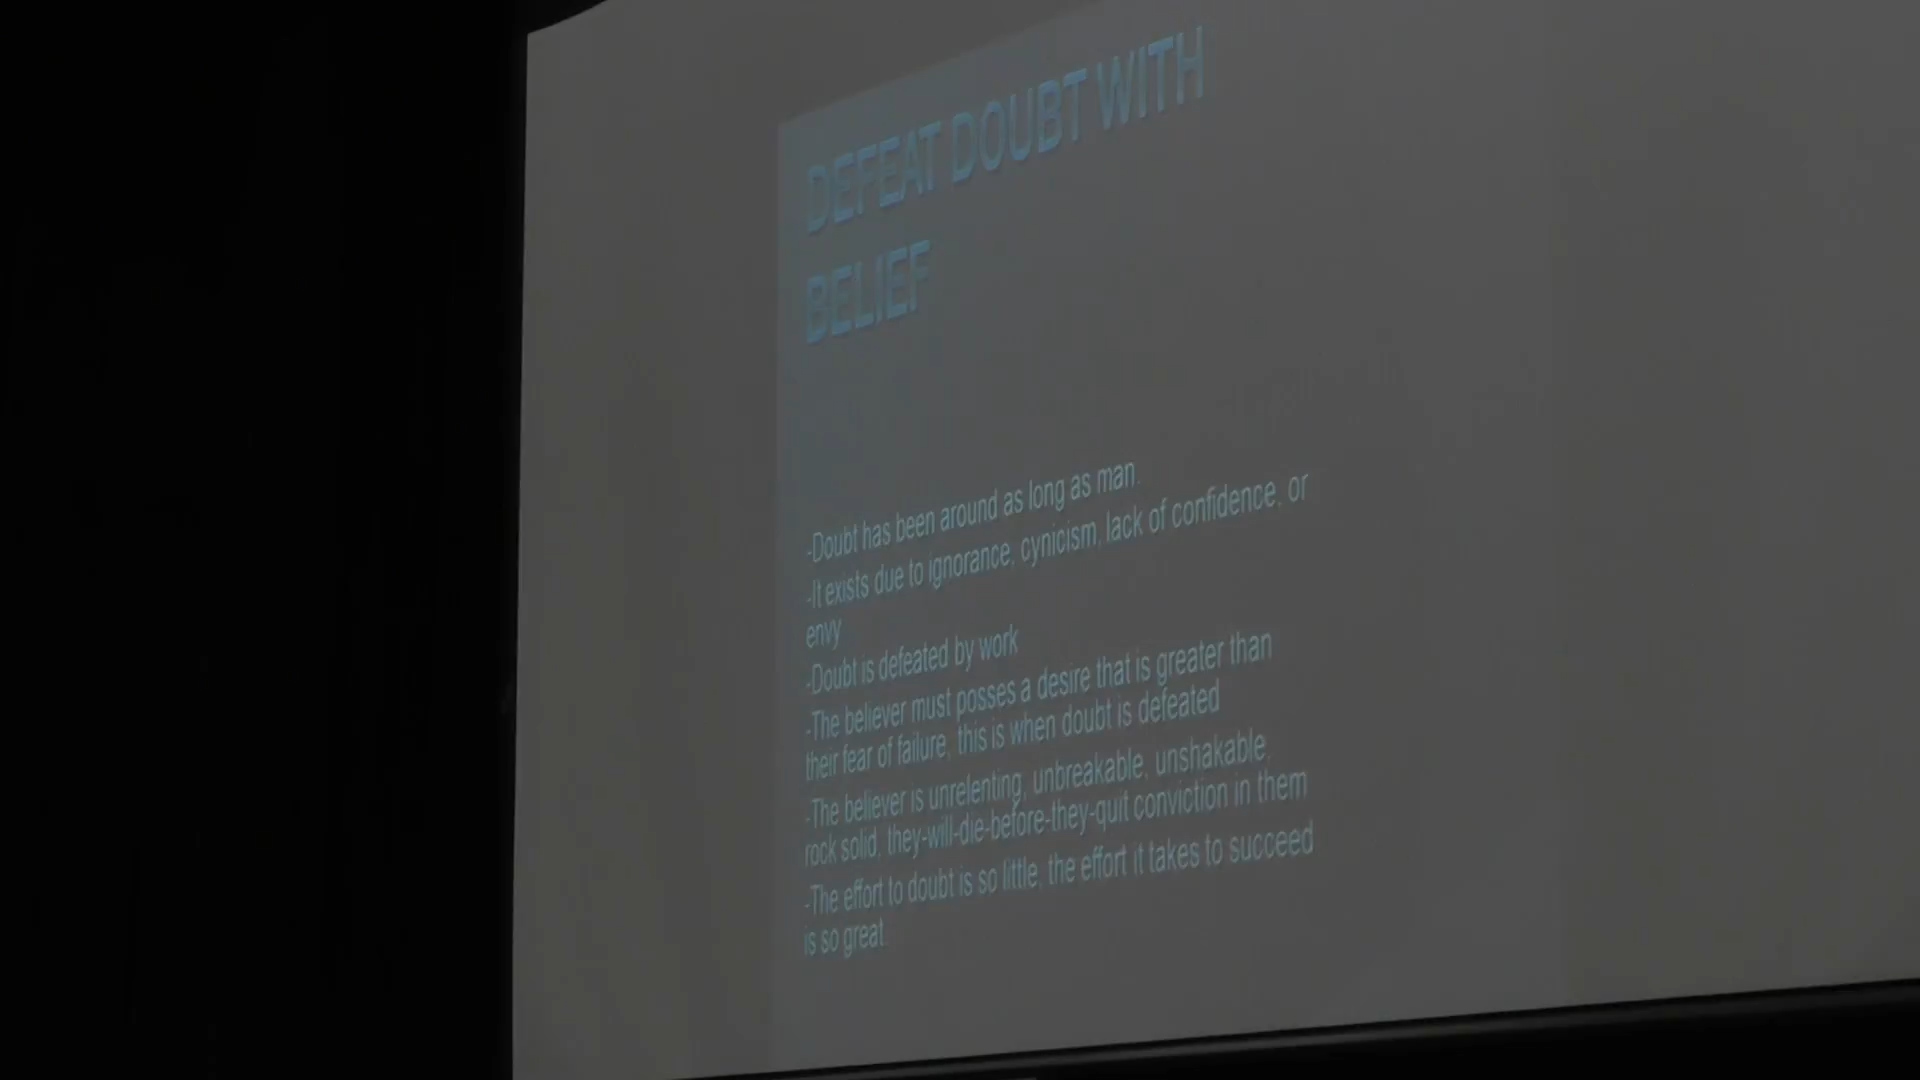 DEFEAT DOUBT WITH
BELIEF
-Doubt has been around as long as man.
-It exists due to ignorance, cynicism, lack of confidence, or
envy
-Doubt is defeated by work
-The believer must posses a desire that is greater than
their fear of failure, this is when doubt is defeated
-The believer is unrelenting, unbreakable, unshakable,
rock solid, they-will-die-before-they-quit conviction in them
-The effort to doubt is so little, the effort it takes to succeed
is so great.